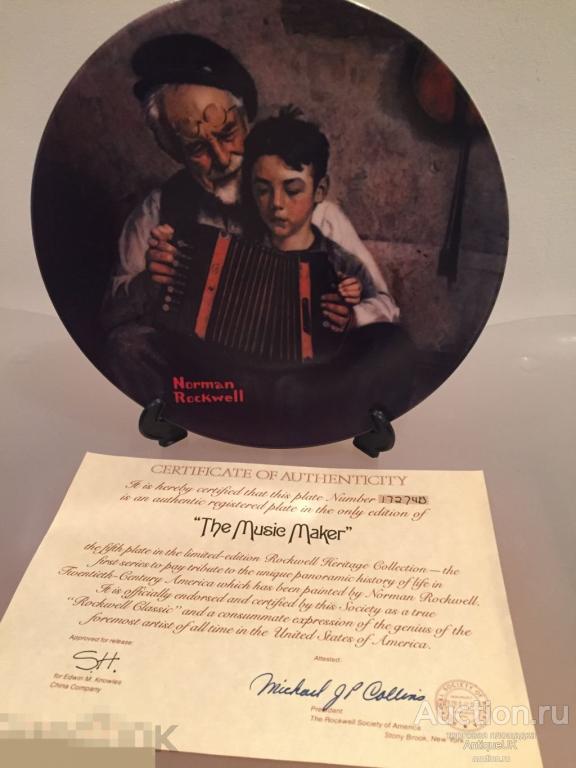 Norman
Rockwell
CERTIFICATE OF AUTHENTICITY
It is hereby certified that this plate Number 17274B
is an authentic registered plate in the only edition of
"The Music Maker"
the fifth plate in the limited-edition Rockwell Heritage Collection—the
first series to pay tribute to the unique panoramic history of life in
Twentieth-Century America which has been painted by Norman Rockwell.
It is officially endorsed and certified by this Society as a true
"Rockwell Classic" and a consummate expression of the genius of the
foremost artist of all time in the United States of America.
Approved for release:
Attested:
S.H.
Michael JP Collins
for Edwin M. Knowles
China Company
President
The Rockwell Society of America
Stony Brook, New York
Auction.ru
AntiqueUK
auction.ru